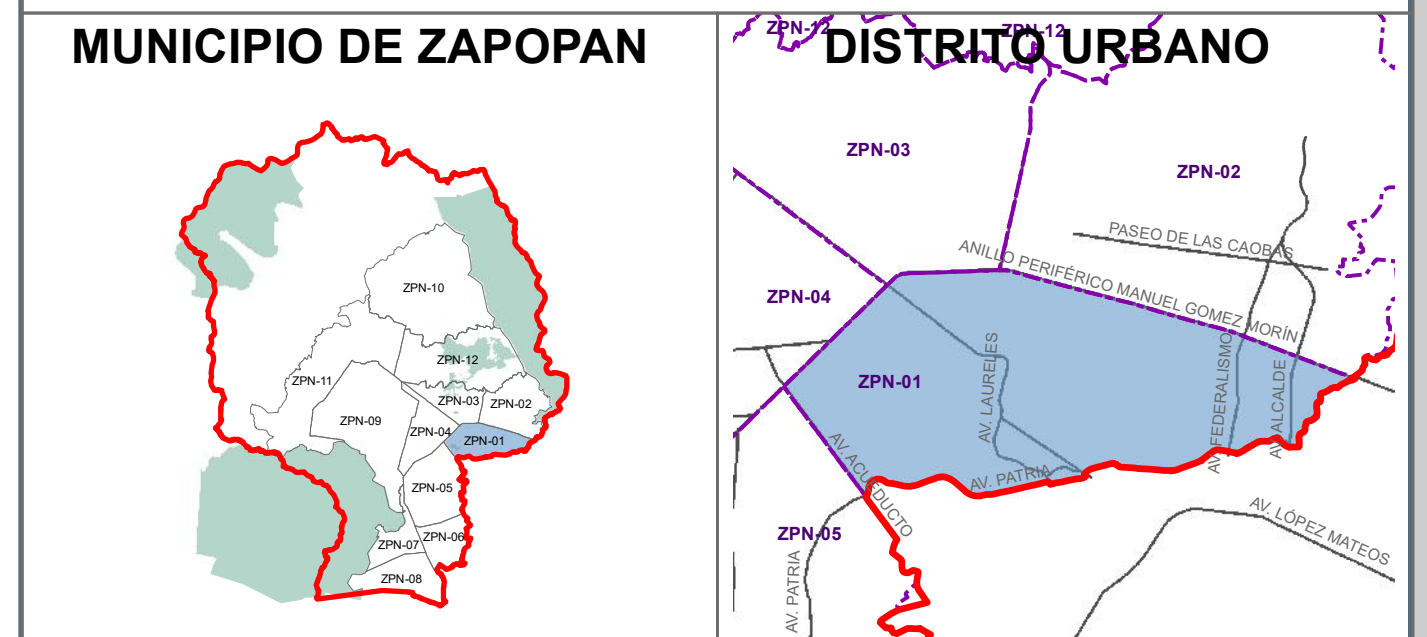 MUNICIPIO DE ZAPOPAN
ZPN-10
ZPN-12
ZPN-11
ZPN-03
ZPN-02
ZPN-09
ZPN-04
ZPN-01
ZPN-05
ZPN-06
ZPN-07
ZPN-08
ZPN-12
ZPN-12
DISTRITO URBANO
ZPN-03
ZPN-02
PASEO DE LAS CAOBAS
ANILLO PERIFÉRICO MANUEL GOMEZ MORÍN
ZPN-04
ZPN-01
AV. LAURELES
AV. FEDERALISMO
AV. ALCALDE
AV. ACUEDUCTO
AV. PATRIA
AV. LÓPEZ MATEOS
ZPN-05
AV. PATRIA